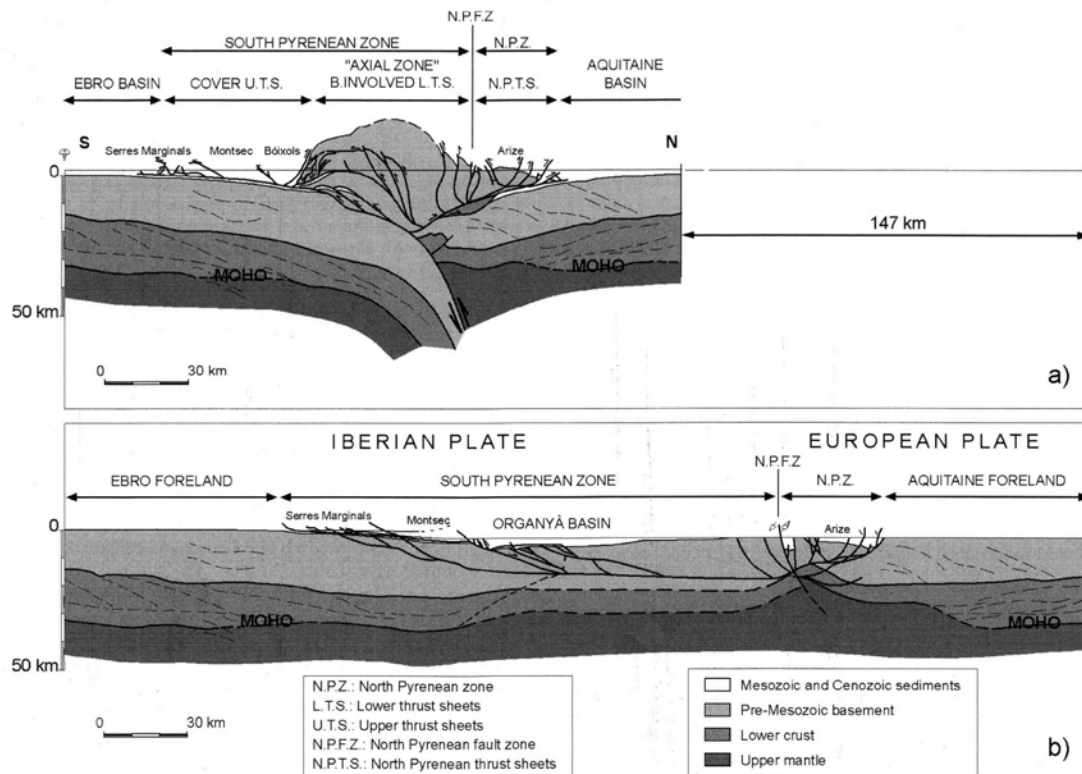 N.P.F.Z
SOUTH PYRENEAN ZONE
N.P.Z.
EBRO BASIN
COVER U.T.S.
"AXIAL ZONE"
B.INVOLVED L.T.S.
N.P.T.S.
AQUITAINE
BASIN
S
N
Serres Marginals
Montsec
Bóixols
Arize
0
147 km
MOHO
MOHO
50 km
0
30 km
a)
IBERIAN PLATE
EUROPEAN PLATE
N.P.F.Z
EBRO FORELAND
SOUTH PYRENEAN ZONE
N.P.Z.
AQUITAINE FORELAND
Serres Marginals
Montsec
ORGANYÀ BASIN
Arize
0
MOHO
MOHO
50 km
0
30 km
N.P.Z.: North Pyrenean zone
L.T.S.: Lower thrust sheets
U.T.S.: Upper thrust sheets
N.P.F.Z.: North Pyrenean fault zone
N.P.T.S.: North Pyrenean thrust sheets
Mesozoic and Cenozoic sediments
Pre-Mesozoic basement
Lower crust
Upper mantle
b)